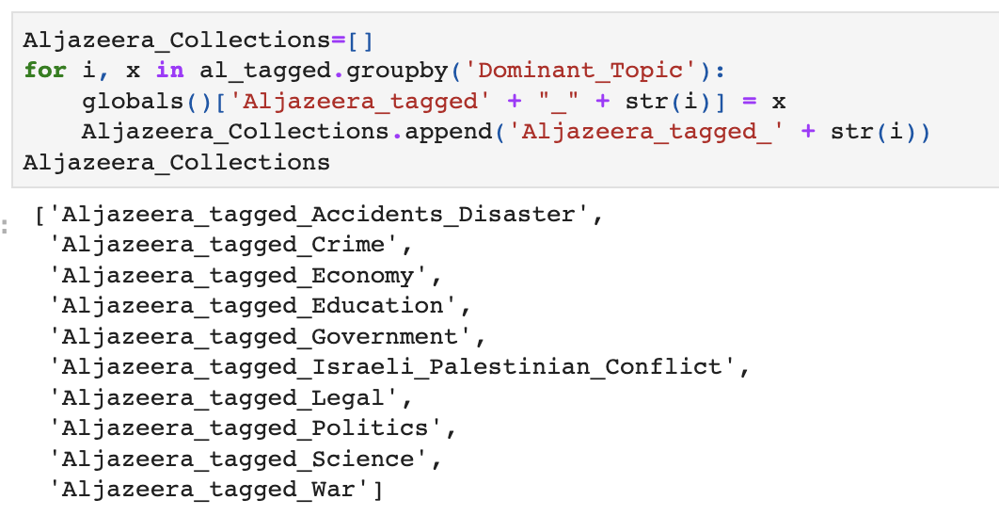 Aljazeera_Collections=[]
for i, x in al_tagged.groupby('Dominant_Topic'):
    globals()['Aljazeera_tagged' + "_" + str(i)] = x
    Aljazeera_Collections.append('Aljazeera_tagged_' + str(i))
Aljazeera_Collections
: ['Aljazeera_tagged_Accidents_Disaster',
 'Aljazeera_tagged_Crime',
 'Aljazeera_tagged_Economy',
 'Aljazeera_tagged_Education',
 'Aljazeera_tagged_Government',
 'Aljazeera_tagged_Israeli_Palestinian_Conflict',
 'Aljazeera_tagged_Legal',
 'Aljazeera_tagged_Politics',
 'Aljazeera_tagged_Science',
 'Aljazeera_tagged_War']